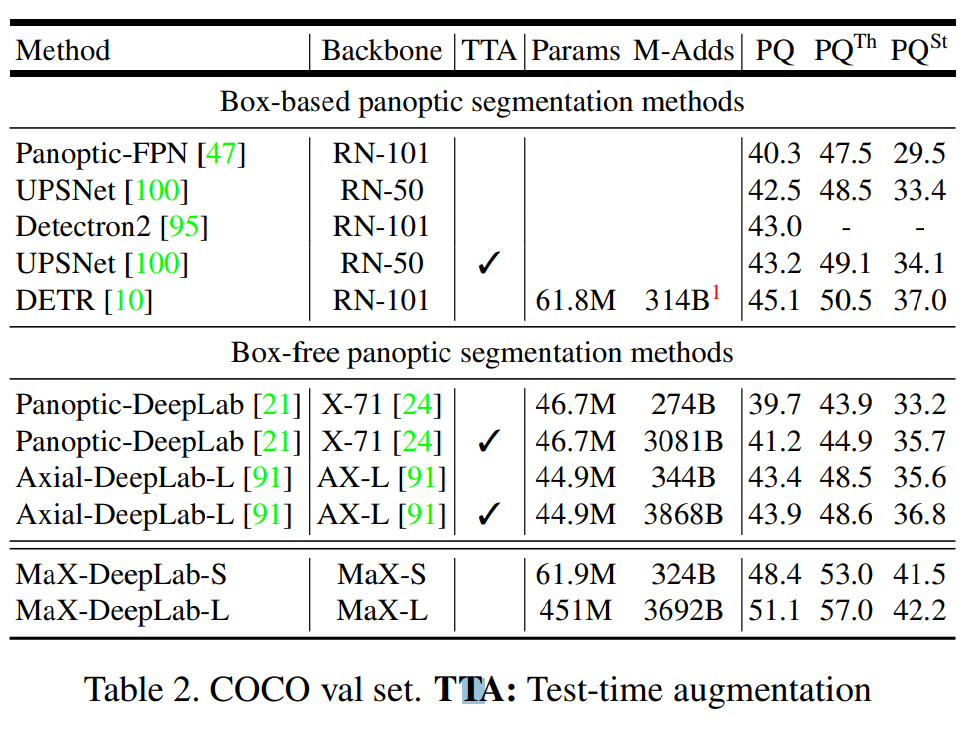 Method Backbone TTA Params M-Adds PQ PQTh PQSt
Box-based panoptic segmentation methods
Panoptic-FPN [47] RN-101 40.3 47.5 29.5
UPSNet [100] RN-50 42.5 48.5 33.4
Detectron2 [95] RN-101 43.0 - -
UPSNet [100] RN-50 ✓ 43.2 49.1 34.1
DETR [10] RN-101 61.8M 314B1 45.1 50.5 37.0
Box-free panoptic segmentation methods
Panoptic-DeepLab [21] X-71 [24] 46.7M 274B 39.7 43.9 33.2
Panoptic-DeepLab [21] X-71 [24] ✓ 46.7M 3081B 41.2 44.9 35.7
Axial-DeepLab-L [91] AX-L [91] 44.9M 344B 43.4 48.5 35.6
Axial-DeepLab-L [91] AX-L [91] ✓ 44.9M 3868B 43.9 48.6 36.8
MaX-DeepLab-S MaX-S 61.9M 324B 48.4 53.0 41.5
MaX-DeepLab-L MaX-L 451M 3692B 51.1 57.0 42.2
Table 2. COCO val set. TTA: Test-time augmentation